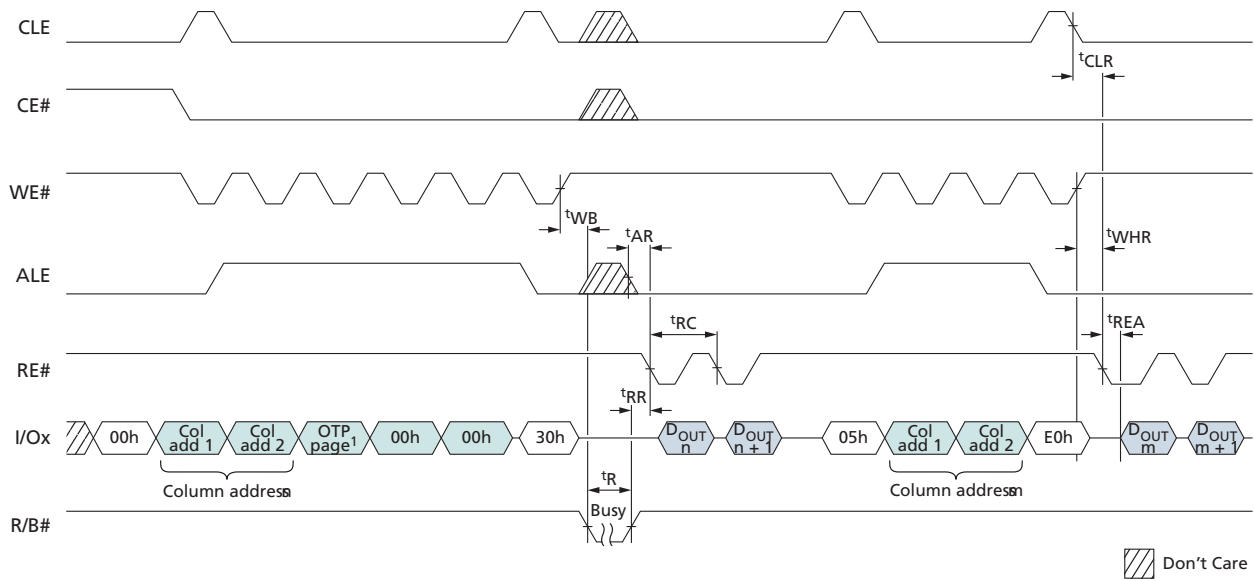 CLE
tCLR
CE#
WE#
tWB
tAR
tWHR
ALE
tRC
tREA
RE#
tRR
I/Ox
00h
Col add 1
Col add 2
OTP page1
00h
00h
30h
DOUT n
DOUT n + 1
05h
Col add 1
Col add 2
E0h
DOUT m
DOUT m + 1
Column address n
tR
Column address m
R/B#
Busy
Don't Care